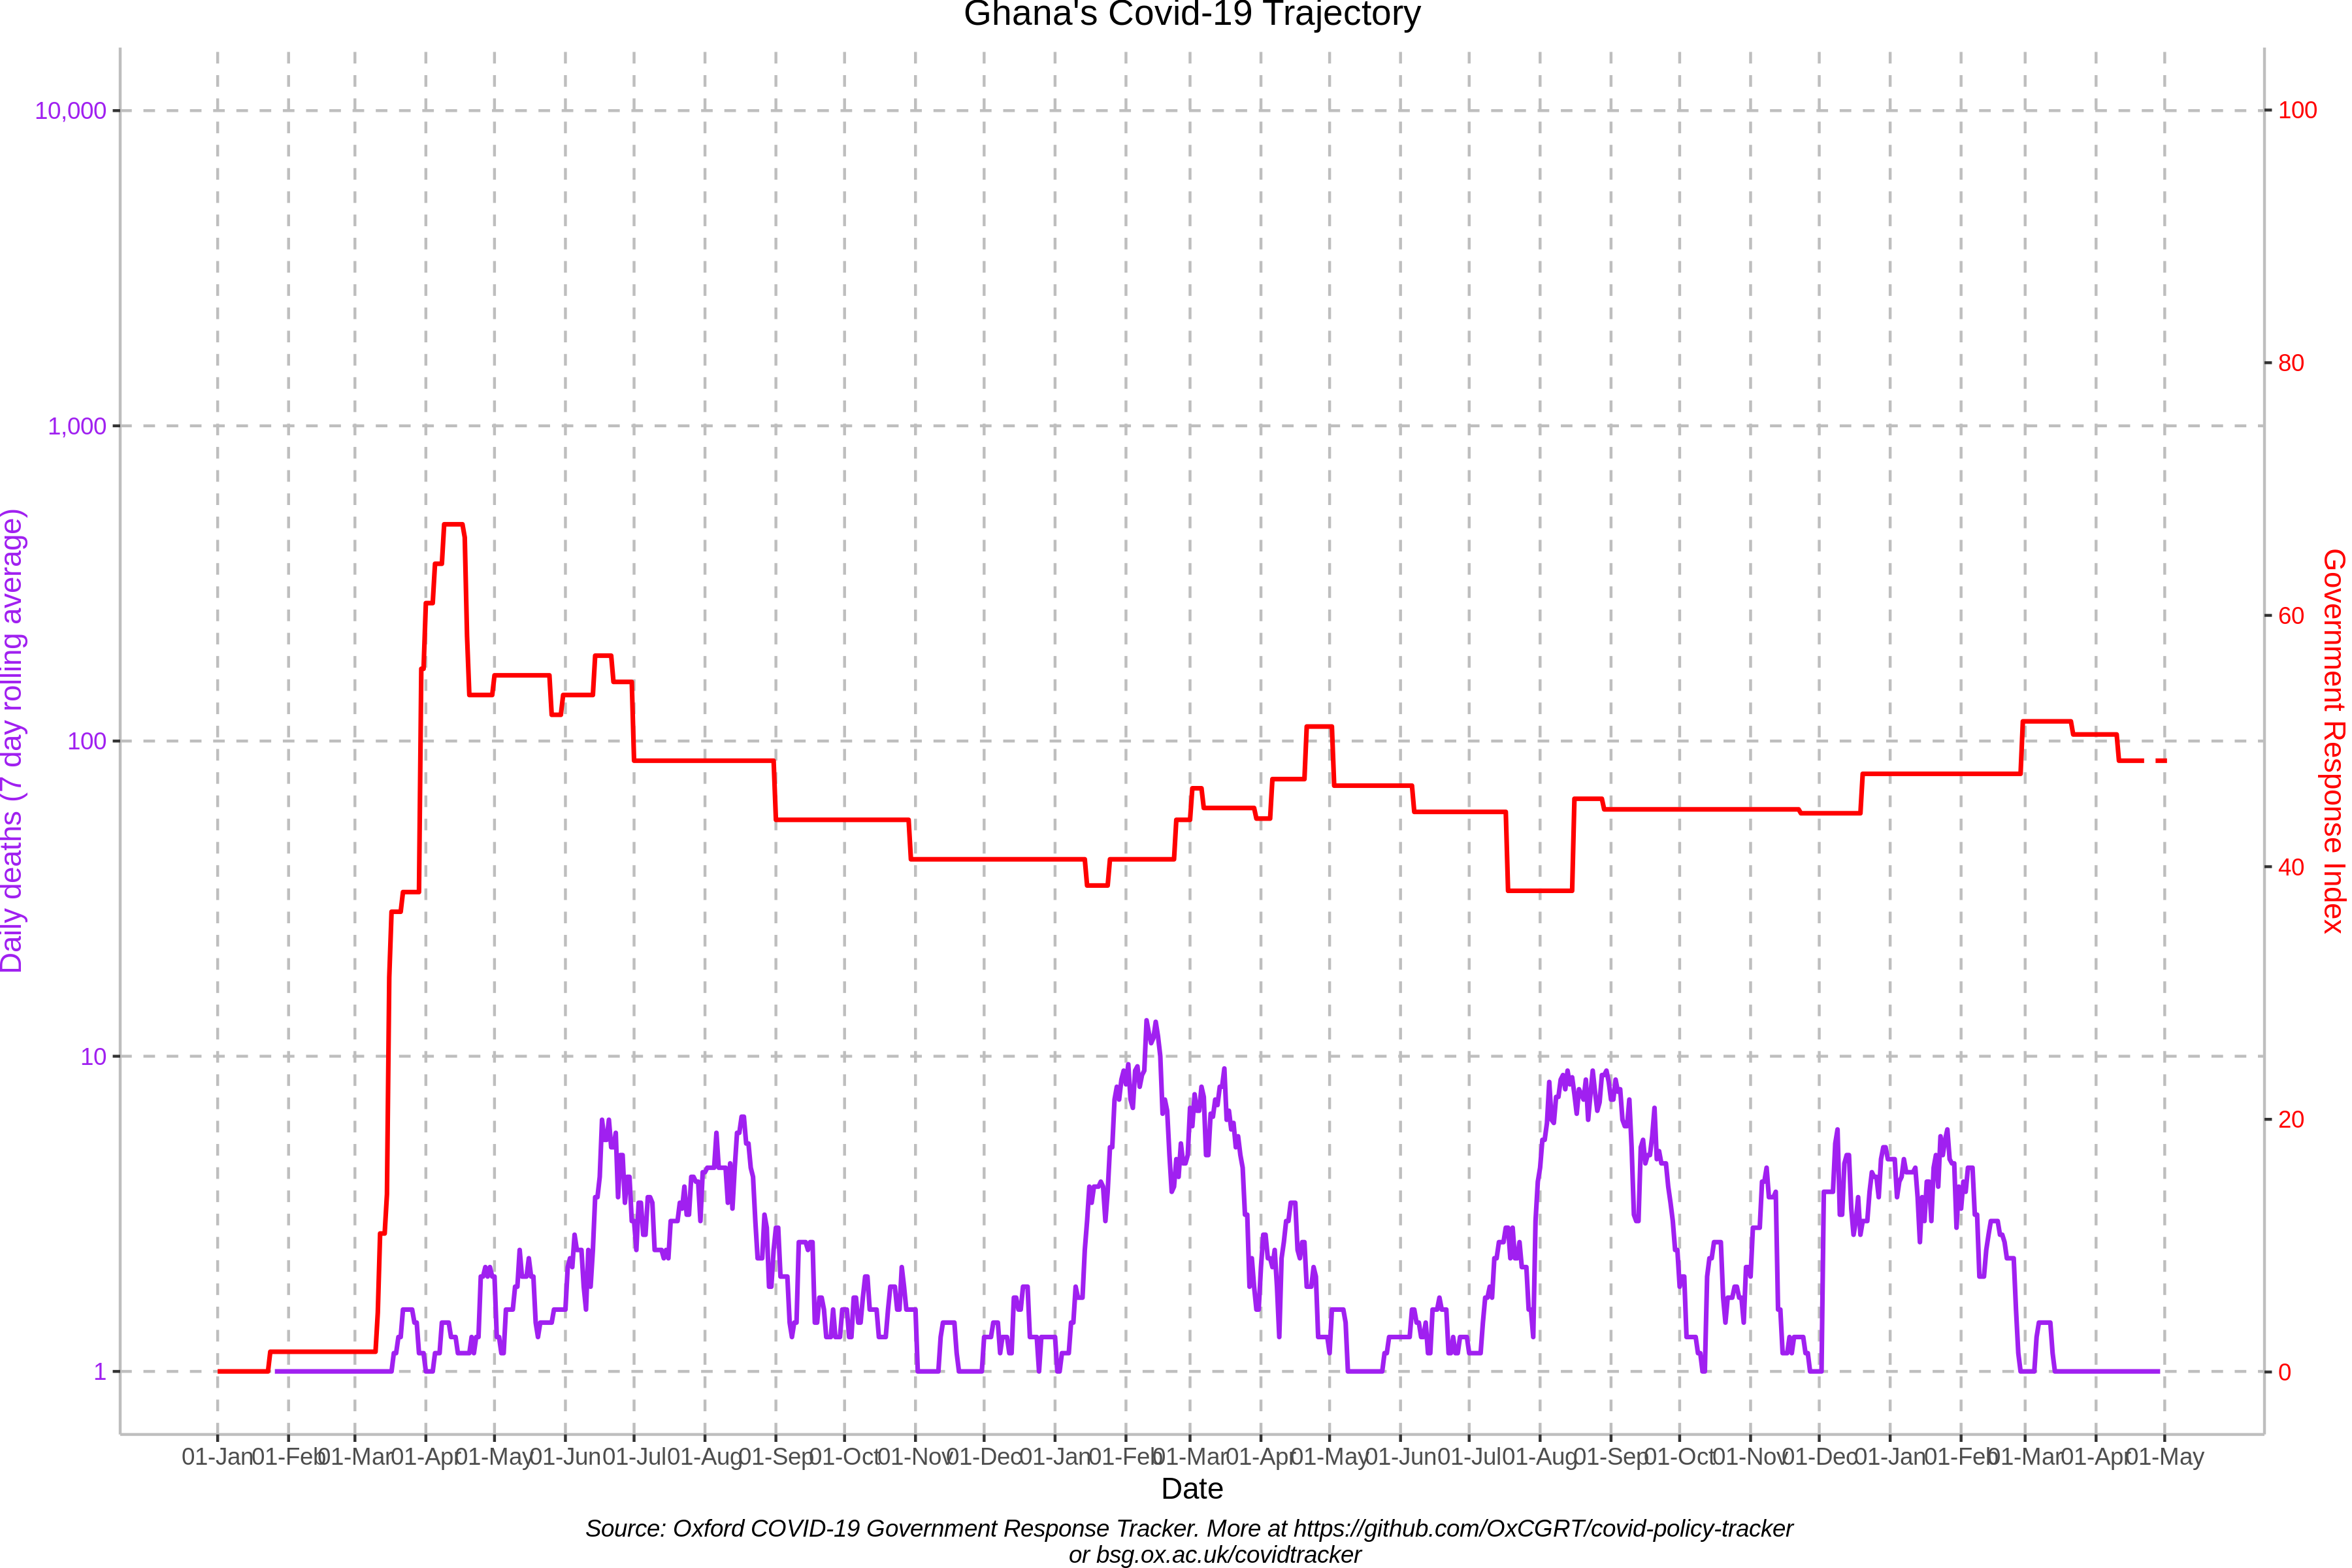 Ghana's Covid-19 Trajectory
10,000
1,000
100
10
1
Daily deaths (7 day rolling average)
100
80
60
40
20
0
Government Response Index
01-Jan
01-Feb
01-Mar
01-Apr
01-May
01-Jun
01-Jul
01-Aug
01-Sep
01-Oct
01-Nov
01-Dec
01-Jan
01-Feb
01-Mar
01-Apr
01-May
01-Jun
01-Jul
01-Aug
01-Sep
01-Oct
01-Nov
01-Dec
01-Jan
01-Feb
01-Mar
01-Apr
01-May
Date
Source: Oxford COVID-19 Government Response Tracker. More at https://github.com/OxCGRT/covid-policy-tracker
or bsg.ox.ac.uk/covidtracker